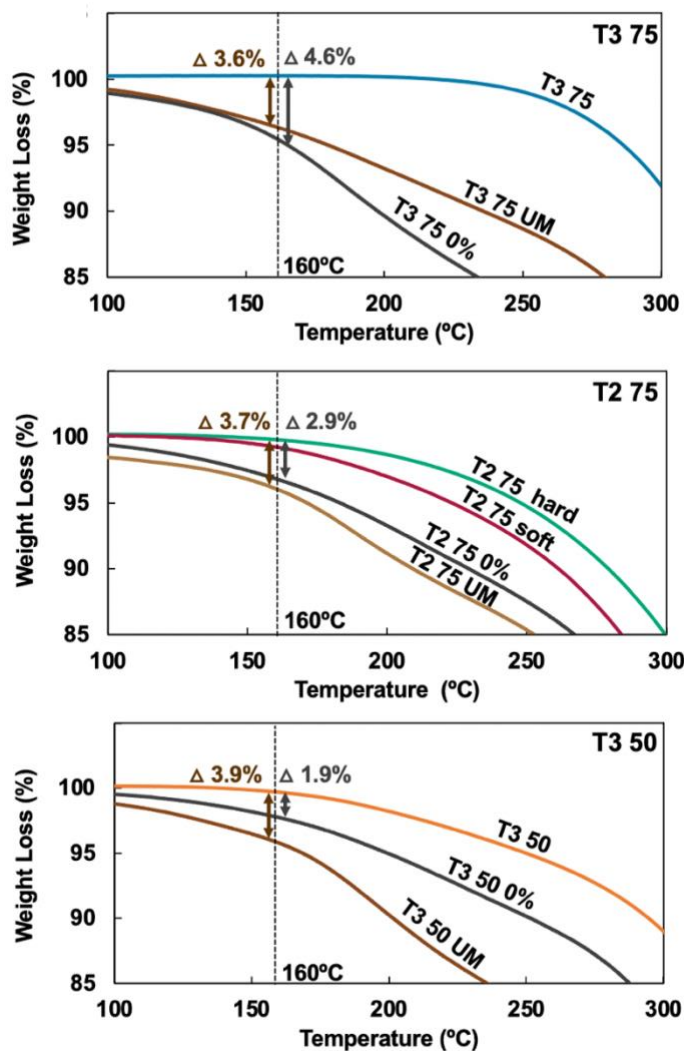 T3 75
△ 3.6% △ 4.6%
100
95
90
85
Weight Loss (%)
T3 75
T3 75 UM
T3 75 0%
160ºC
100 150 200 250 300
Temperature (ºC)
T2 75
△ 3.7% △ 2.9%
100
95
90
85
Weight Loss (%)
T2 75 hard
T2 75 soft
T2 75 0%
T2 75 UM
160ºC
100 150 200 250 300
Temperature (ºC)
T3 50
△ 3.9% △ 1.9%
100
95
90
85
Weight Loss (%)
T3 50
T3 50 0%
T3 50 UM
160ºC
100 150 200 250 300
Temperature (ºC)